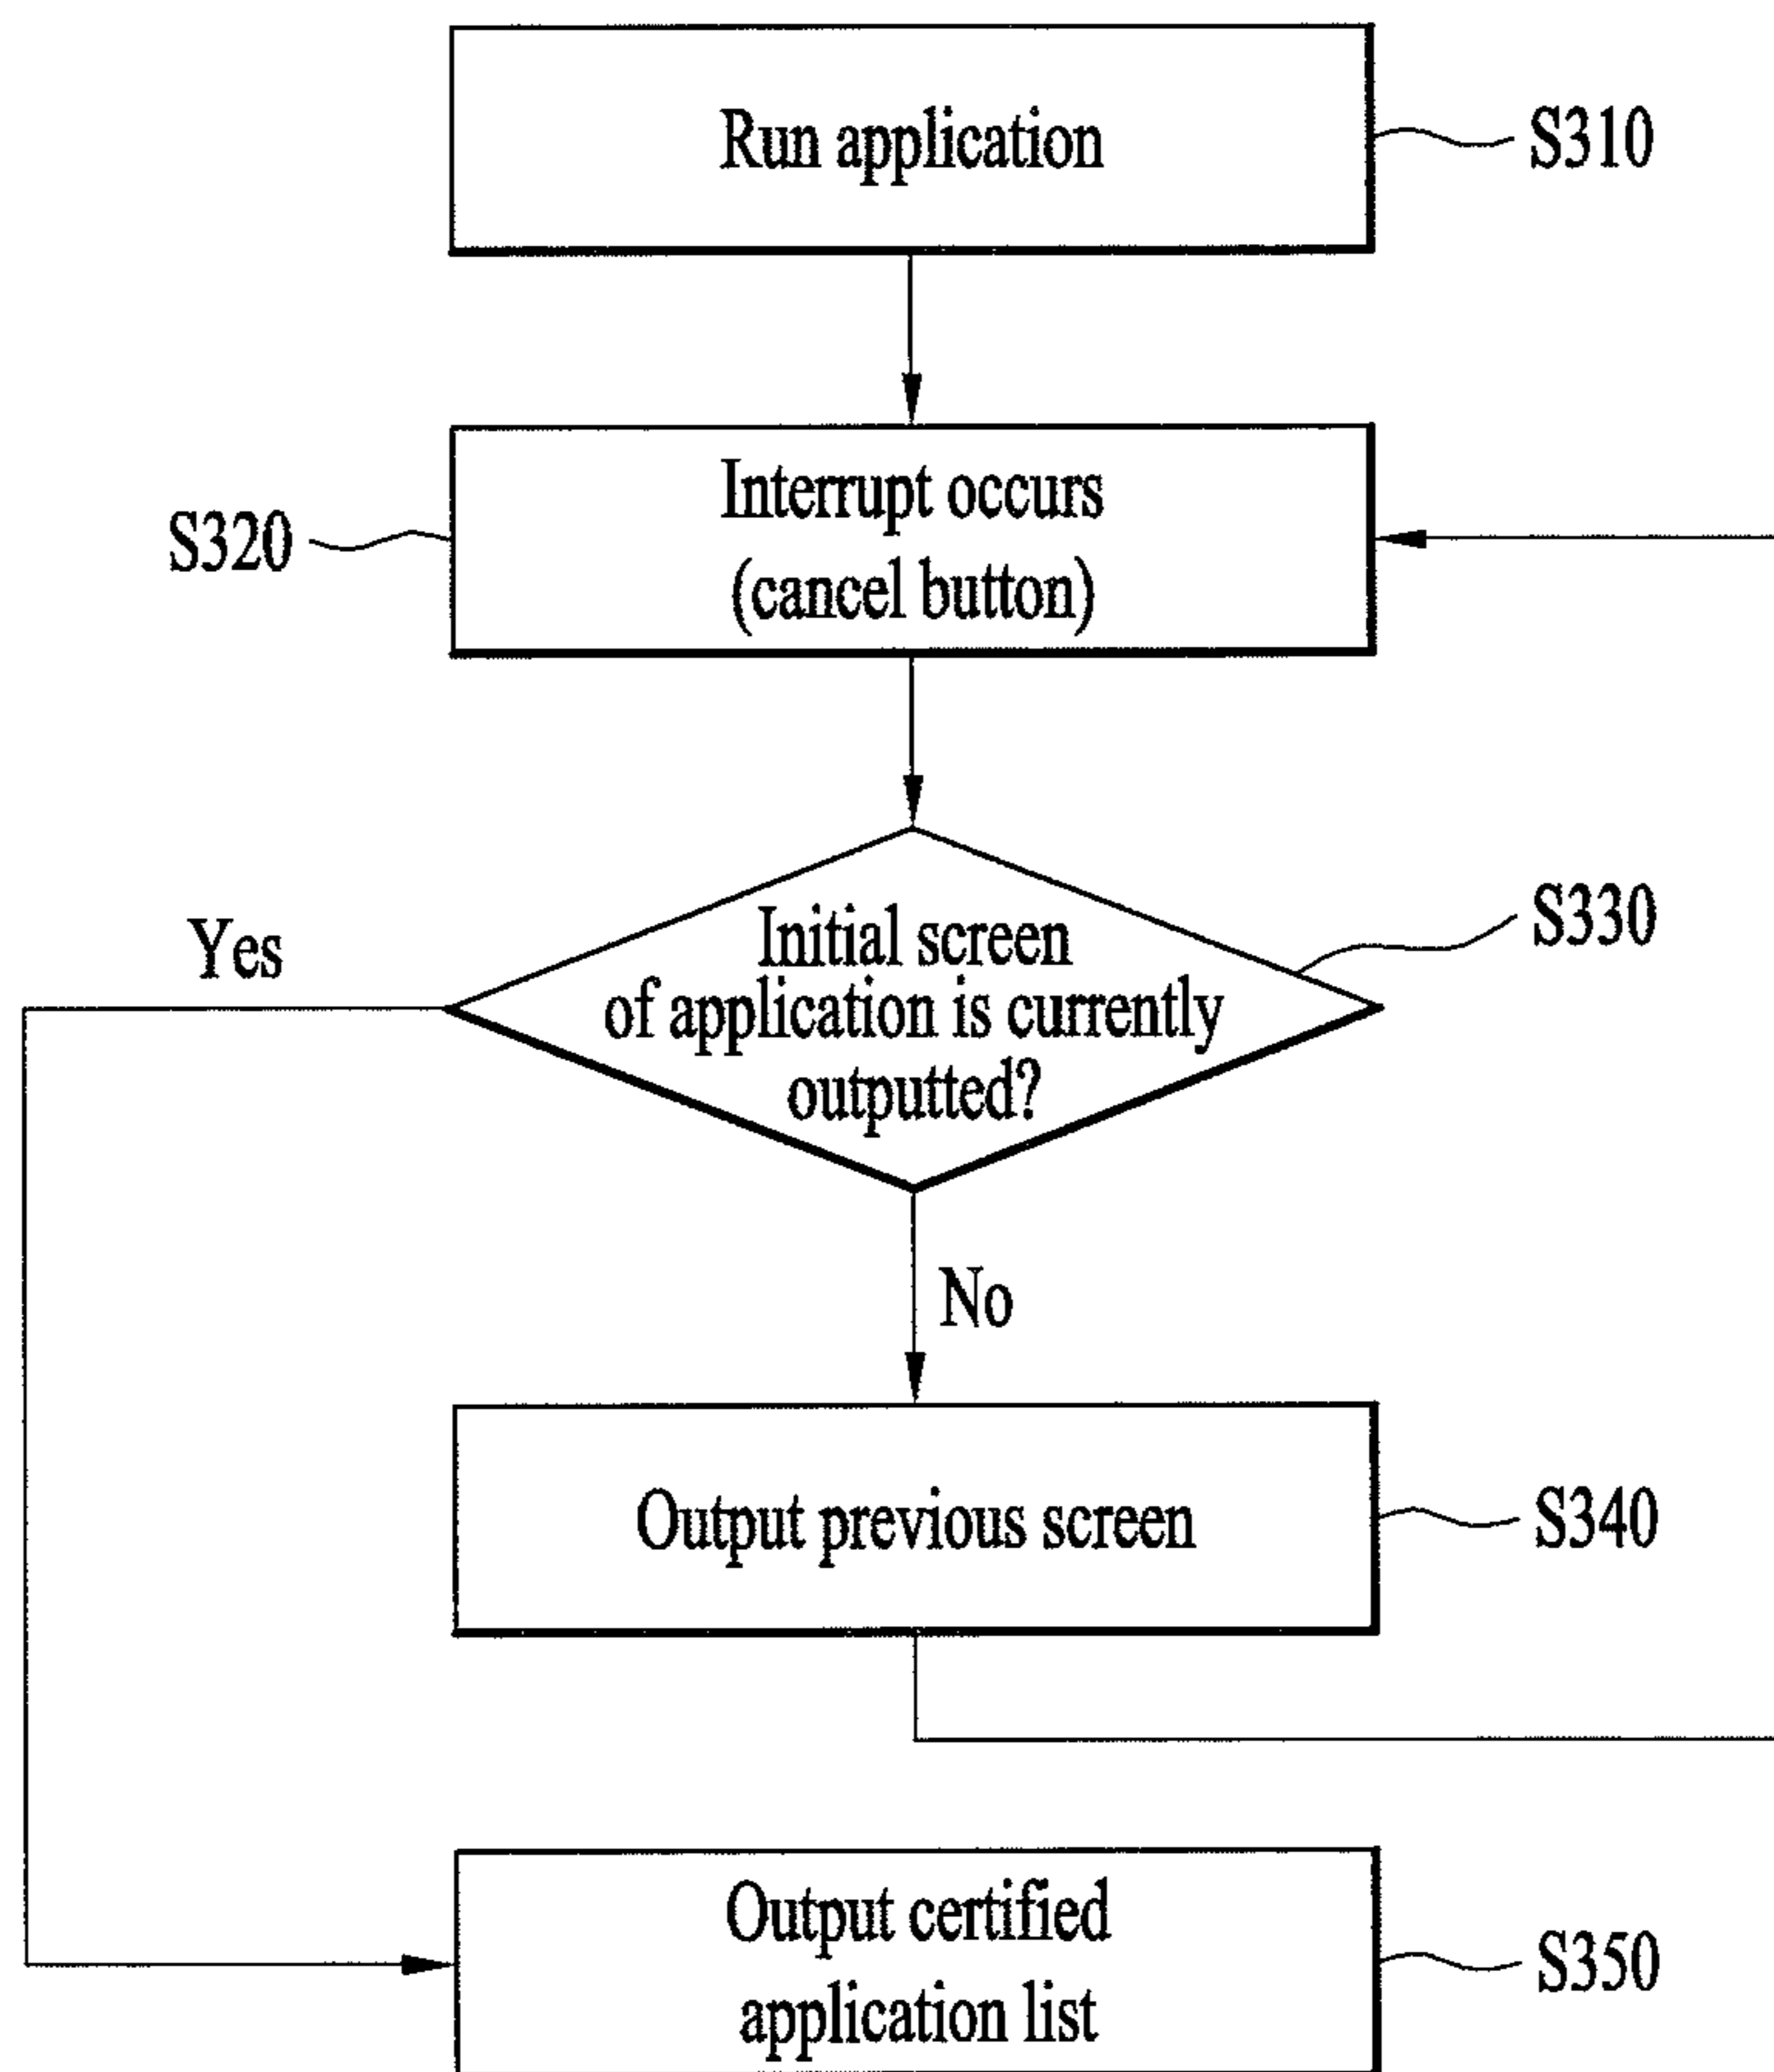 Run application
S310
Interrupt occurs
(cancel button)
S320
Initial screen
of application is currently
outputted?
S330
Yes
No
Output previous screen
S340
Output certified
application list
S350